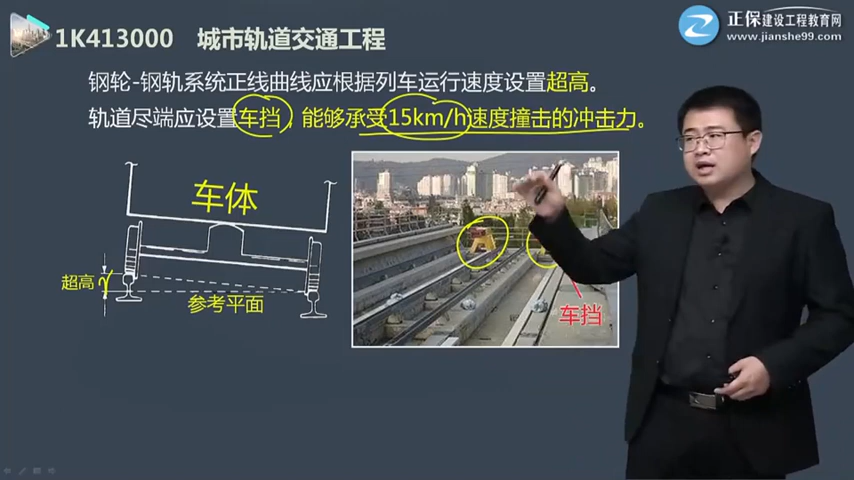 正保建设工程教育网
www.jianshe99.com
1K413000 城市轨道交通工程
钢轮-钢轨系统正线曲线应根据列车运行速度设置超高。
轨道尽端应设置车挡，能够承受15km/h速度撞击的冲击力。
车体
超高
参考平面
车挡